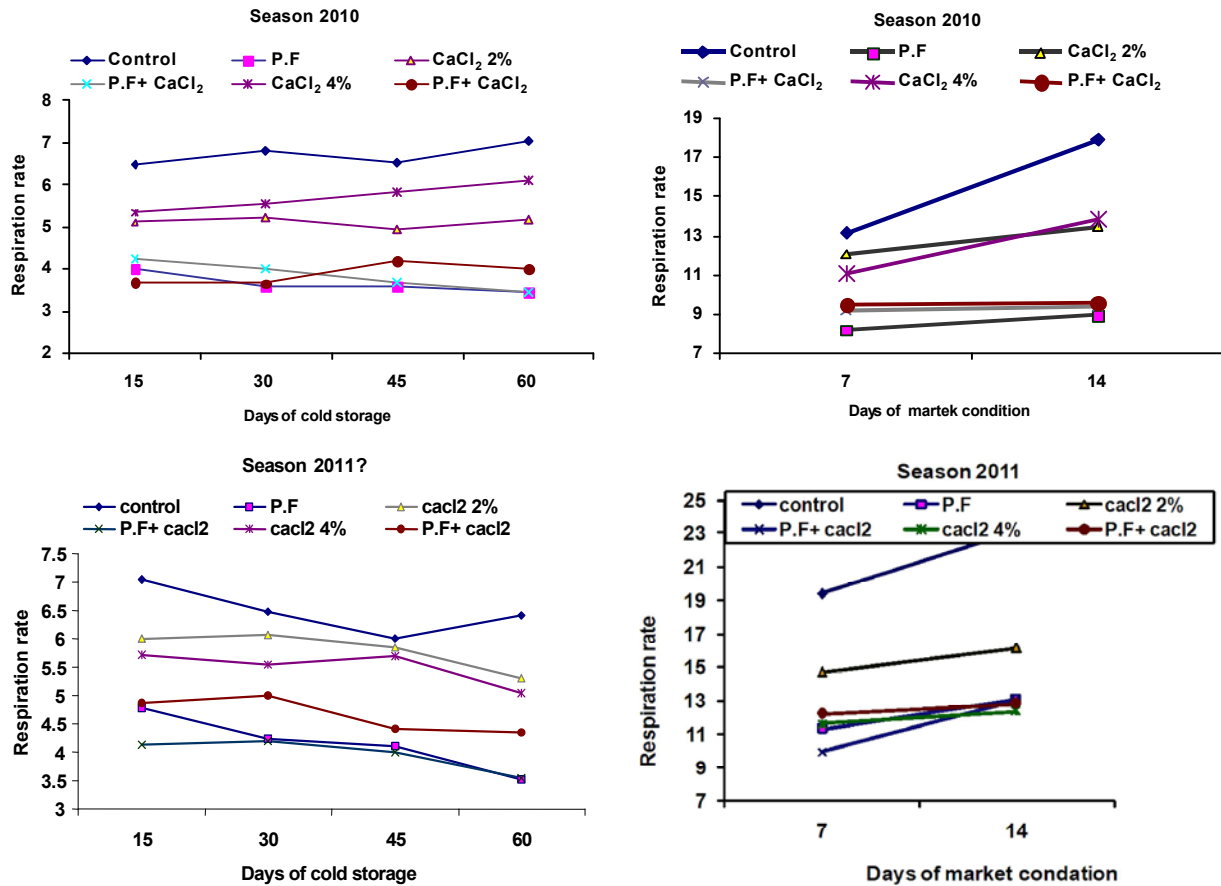 Season 2010
Control P.F CaCl₂ 2%
P.F+ CaCl₂ CaCl₂ 4% P.F+ CaCl₂
8
7
6
5
4
3
2
Respiration rate
15 30 45 60
Days of cold storage
Season 2010
Control P.F CaCl₂ 2%
P.F+ CaCl₂ CaCl₂ 4% P.F+ CaCl₂
19
17
15
13
11
9
7
Respiration rate
7 14
Days of martek condition
Season 2011?
control P.F cacl2 2%
P.F+ cacl2 cacl2 4% P.F+ cacl2
7.5
7
6.5
6
5.5
5
4.5
4
3.5
3
Respiration rate
15 30 45 60
Days of cold storage
Season 2011
control P.F cacl2 2%
P.F+ cacl2 cacl2 4% P.F+ cacl2
25
23
21
19
17
15
13
11
9
7
Respiration rate
7 14
Days of market condation